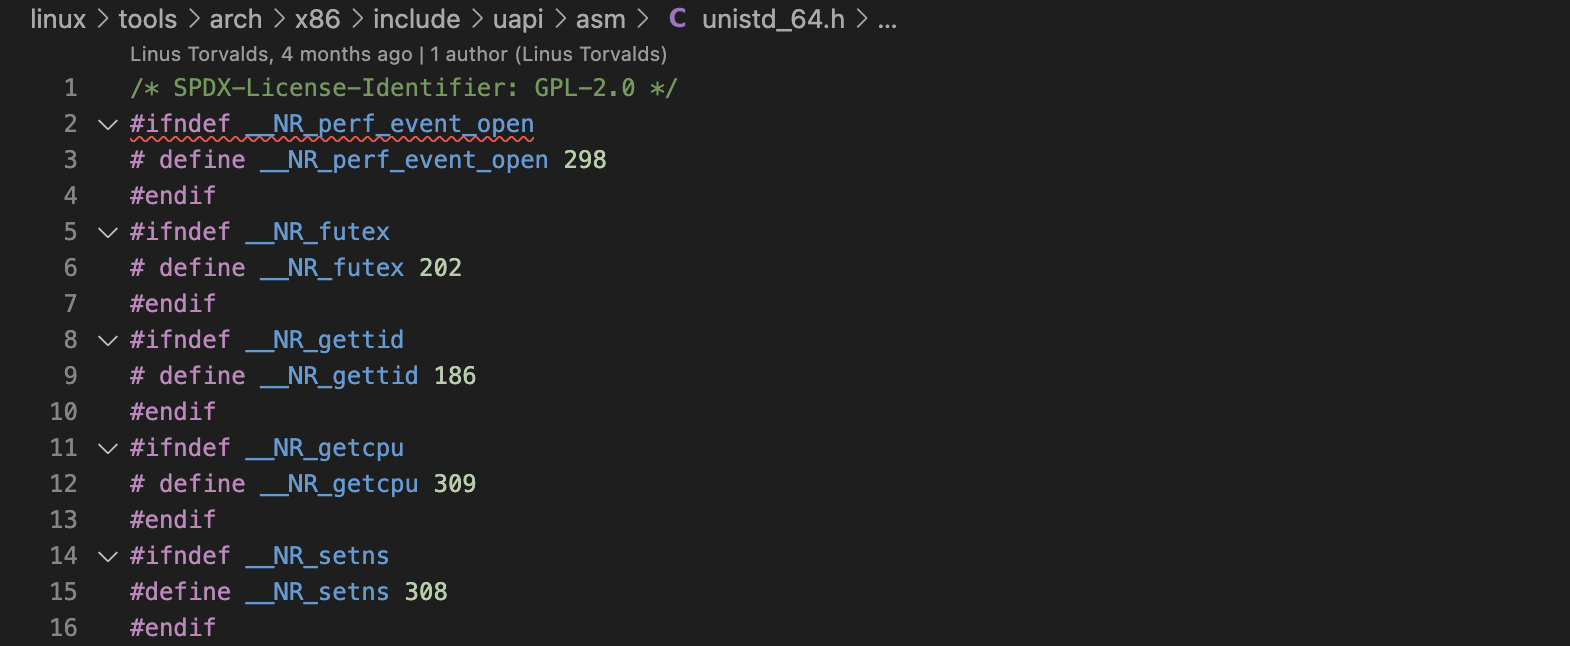 linux > tools > arch > x86 > include > uapi > asm > C unistd_64.h > ...
Linus Torvalds, 4 months ago | 1 author (Linus Torvalds)
1 /* SPDX-License-Identifier: GPL-2.0 */
2 #ifndef __NR_perf_event_open
3 # define __NR_perf_event_open 298
4 #endif
5 #ifndef __NR_futex
6 # define __NR_futex 202
7 #endif
8 #ifndef __NR_gettid
9 # define __NR_gettid 186
10 #endif
11 #ifndef __NR_getcpu
12 # define __NR_getcpu 309
13 #endif
14 #ifndef __NR_setns
15 #define __NR_setns 308
16 #endif